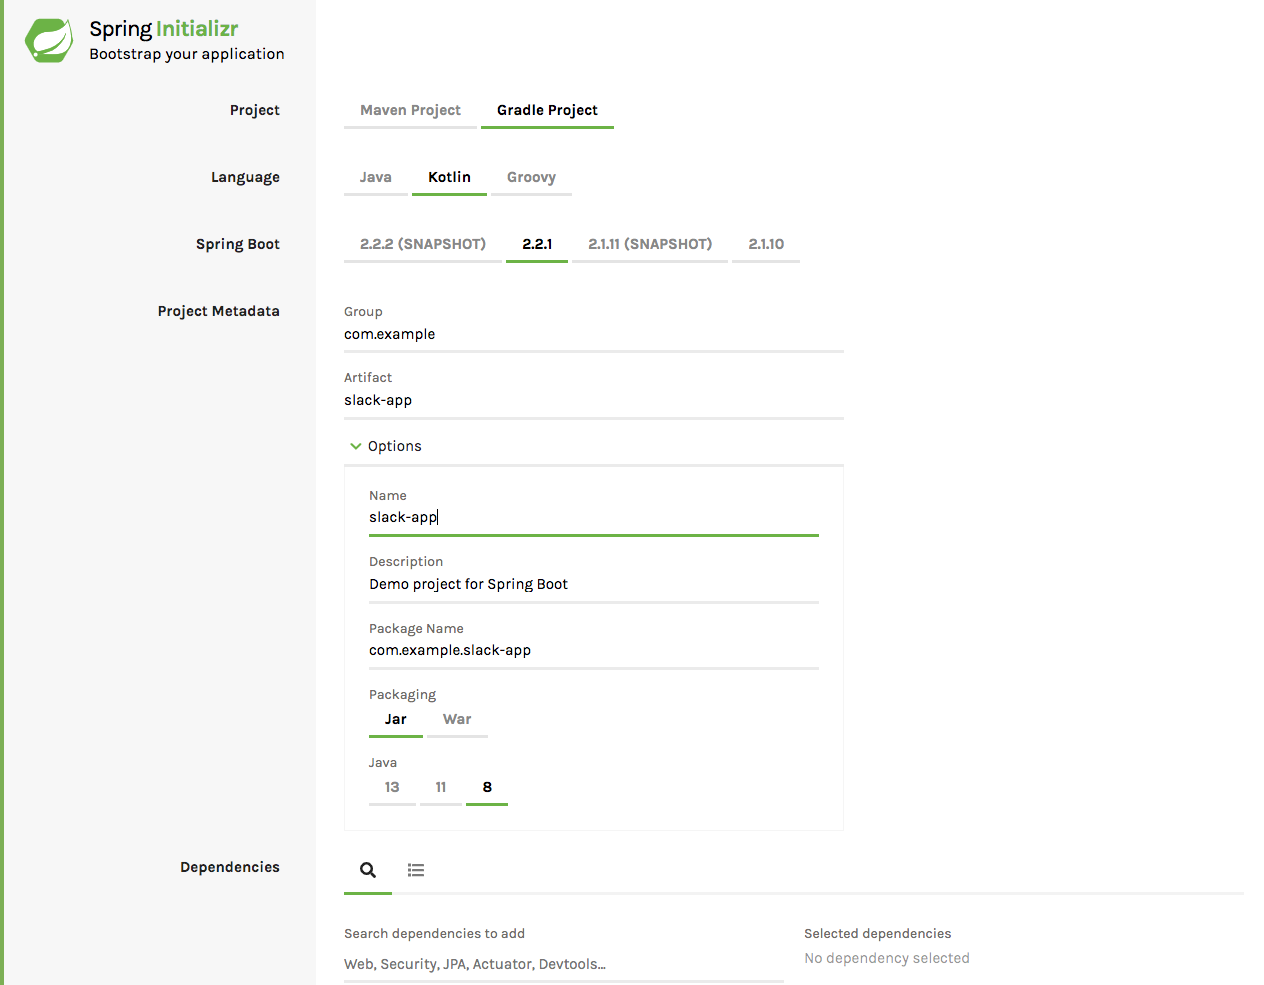 Spring Initializr
Bootstrap your application
Project
Maven Project
Gradle Project
Language
Java
Kotlin
Groovy
Spring Boot
2.2.2 (SNAPSHOT)
2.2.1
2.1.11 (SNAPSHOT)
2.1.10
Project Metadata
Group
com.example
Artifact
slack-app
Options
Name
slack-app
Description
Demo project for Spring Boot
Package Name
com.example.slack-app
Packaging
Jar
War
Java
13
11
8
Dependencies
Search dependencies to add
Web, Security, JPA, Actuator, Devtools...
Selected dependencies
No dependency selected